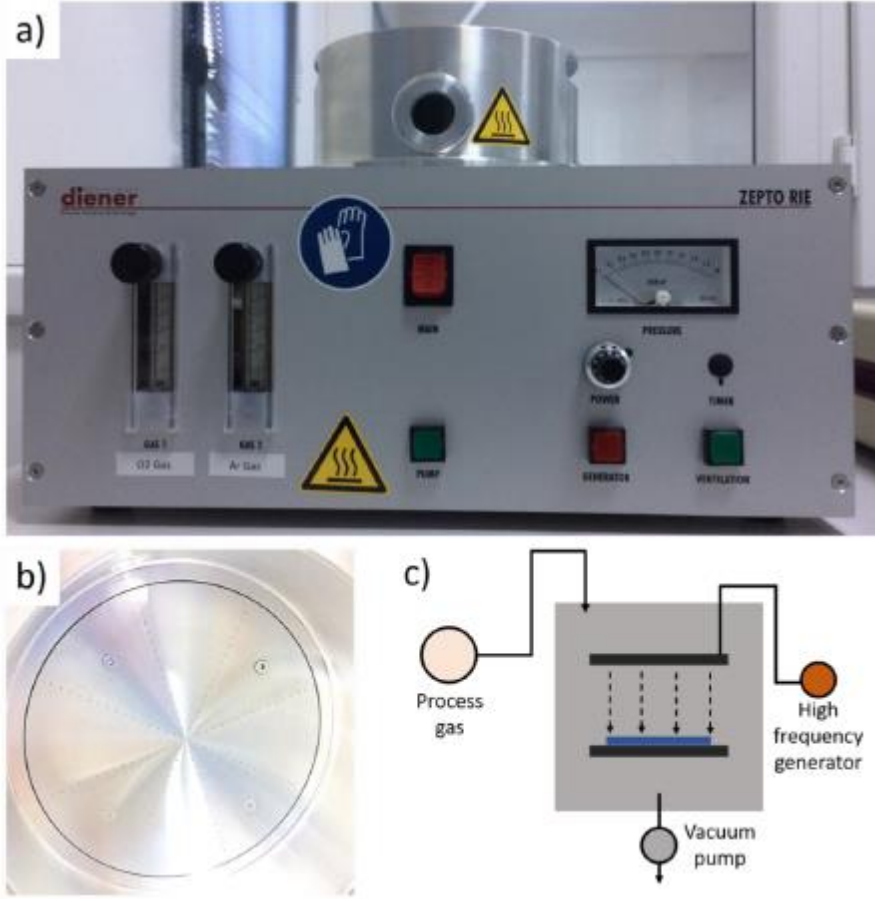 a)
diener
ZEPTO RIE
MAIN
PRESSURE
POWER
TIMER
GAS 1
GAS 2
O2 Gas
Ar Gas
PUMP
GENERATOR
VENTILATION
b)
c)
Process
gas
High
frequency
generator
Vacuum
pump